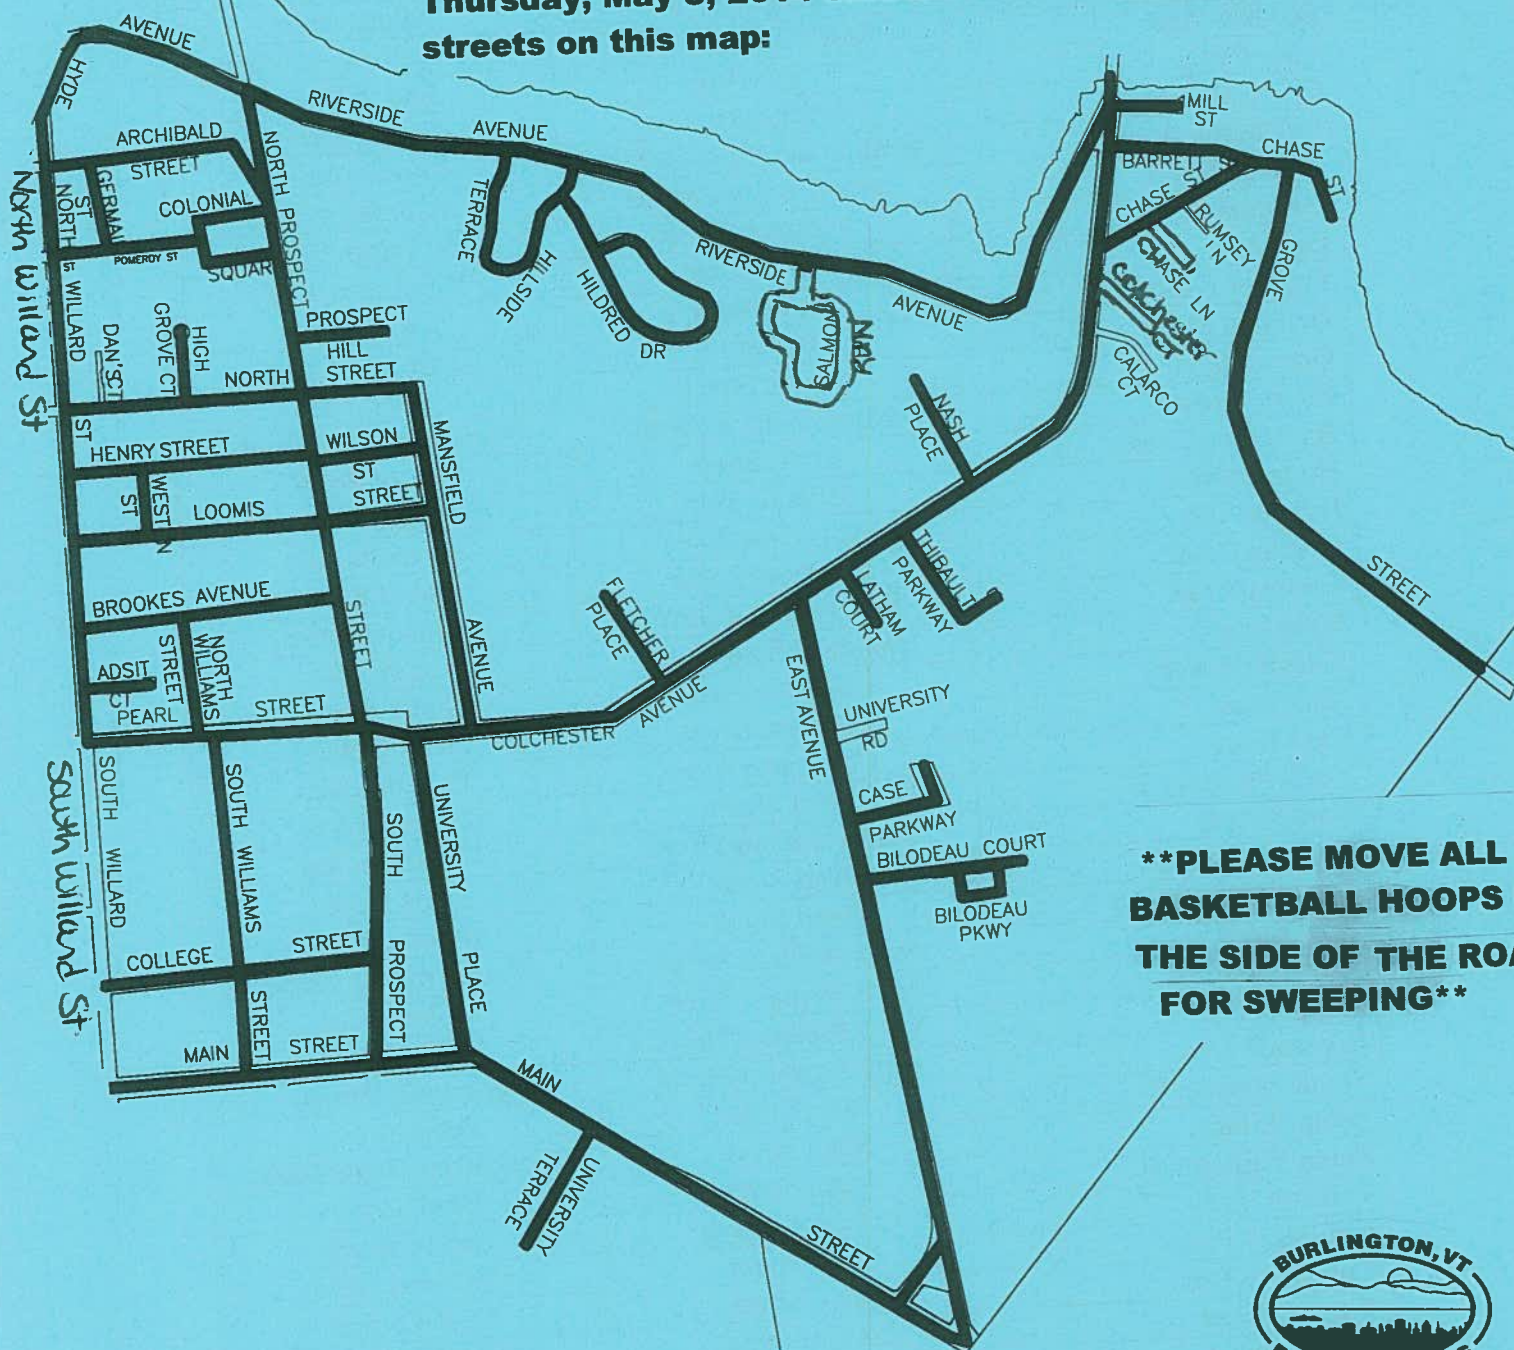 streets on this map:
AVENUE
HYDE
RIVERSIDE
AVENUE
MILL
ST
ARCHIBALD
STREET
NORTH PROSPECT
BARRETT
CHASE
ST
GERMAIN
NORTH
ST
COLONIAL
TERRACE
CHASE
RUMSEY
LN
North Willard St
POMEROY ST
SQUARE
HILLSIDE
RIVERSIDE
CHASE LN
GROVE
ST
WILLARD
HILDRED
DR
AVENUE
Colchester
CT
PROSPECT
HILL
STREET
SALMON
RUN
CALARCO
CT
DAN'S CT
GROVE CT
HIGH
NORTH
ST
NASH
PLACE
HENRY STREET
WILSON
ST
MANSFIELD
WESTON
ST
LOOMIS
STREET
THIBAULT
PARKWAY
STREET
BROOKES AVENUE
STREET
FLETCHER
PLACE
LATHAM
COURT
ADSIT
CT
STREET
NORTH
WILLIAMS
AVENUE
EAST AVENUE
PEARL
STREET
COLCHESTER
AVENUE
UNIVERSITY
RD
South Willard St
SOUTH WILLARD
SOUTH WILLIAMS
SOUTH
UNIVERSITY
CASE
PARKWAY
BILODEAU COURT
BILODEAU
PKWY
**PLEASE MOVE ALL
BASKETBALL HOOPS
THE SIDE OF THE
FOR SWEEPING**
COLLEGE
STREET
PROSPECT
PLACE
MAIN
STREET
STREET
MAIN
UNIVERSITY
TERRACE
STREET
BURLINGTON, VT